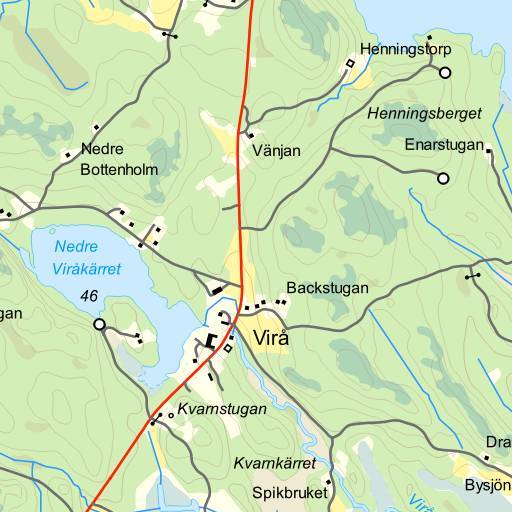 Henningstorp
Henningsberget
Enarstugan
Vänjan
Nedre
Bottenholm
Nedre
Viråkärret
46
Backstugan
gan
Virå
Kvarnstugan
Kvarnkärret
Spikbruket
Dra
Bysjön
Virå